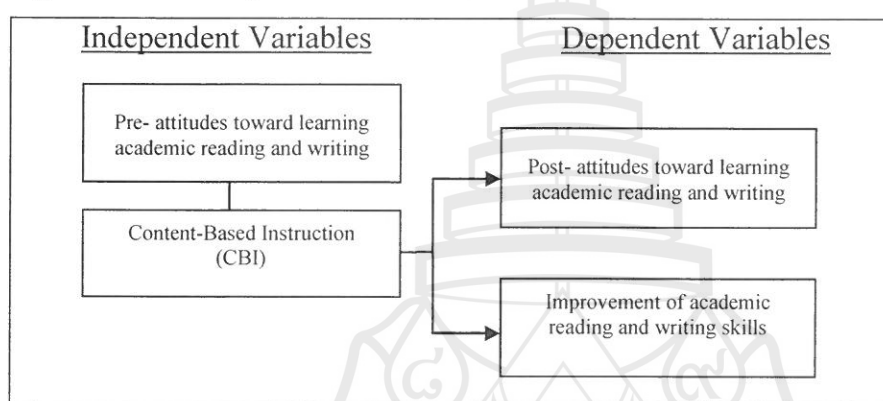 Independent Variables
Dependent Variables
Pre- attitudes toward learning
academic reading and writing
Content-Based Instruction
(CBI)
Post- attitudes toward learning
academic reading and writing
Improvement of academic
reading and writing skills